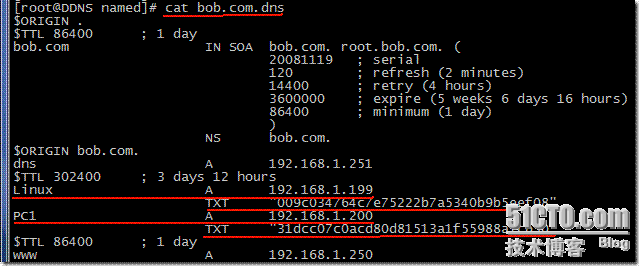 [root@DDNS named]# cat bob.com.dns
$ORIGIN .
$TTL 86400 ; 1 day
bob.com IN SOA bob.com. root.bob.com. (
20081119 ; serial
120 ; refresh (2 minutes)
14400 ; retry (4 hours)
3600000 ; expire (5 weeks 6 days 16 hours)
86400 ; minimum (1 day)
)
NS bob.com.
$ORIGIN bob.com.
dns A 192.168.1.251
$TTL 302400 ; 3 days 12 hours
Linux A 192.168.1.199
TXT
PC1 A 192.168.1.200
TXT
$TTL 86400 ; 1 day
www A 192.168.1.250
51CTO.com
技术博客 Blog